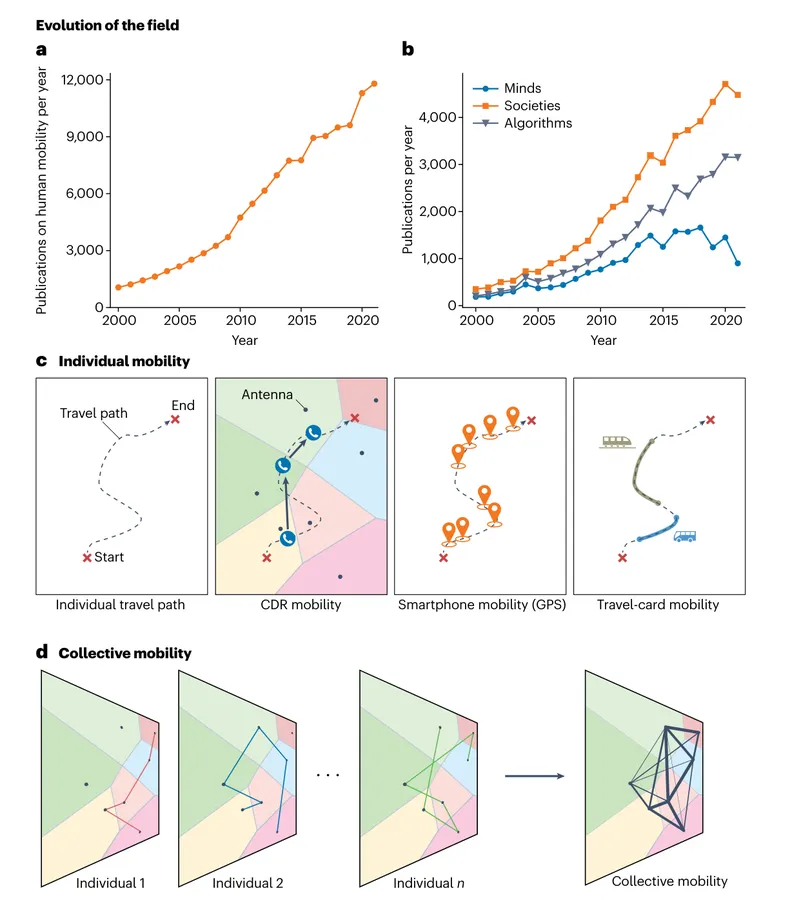 Evolution of the field
a
Publications on human mobility per year
12,000
9,000
6,000
3,000
0
2000
2005
2010
2015
2020
Year
b
Publications per year
Minds
Societies
Algorithms
4,000
3,000
2,000
1,000
0
2000
2005
2010
2015
2020
Year
c Individual mobility
Travel path
End
Start
Individual travel path
Antenna
CDR mobility
Smartphone mobility (GPS)
Travel-card mobility
d Collective mobility
Individual 1
Individual 2
...
Individual n
Collective mobility